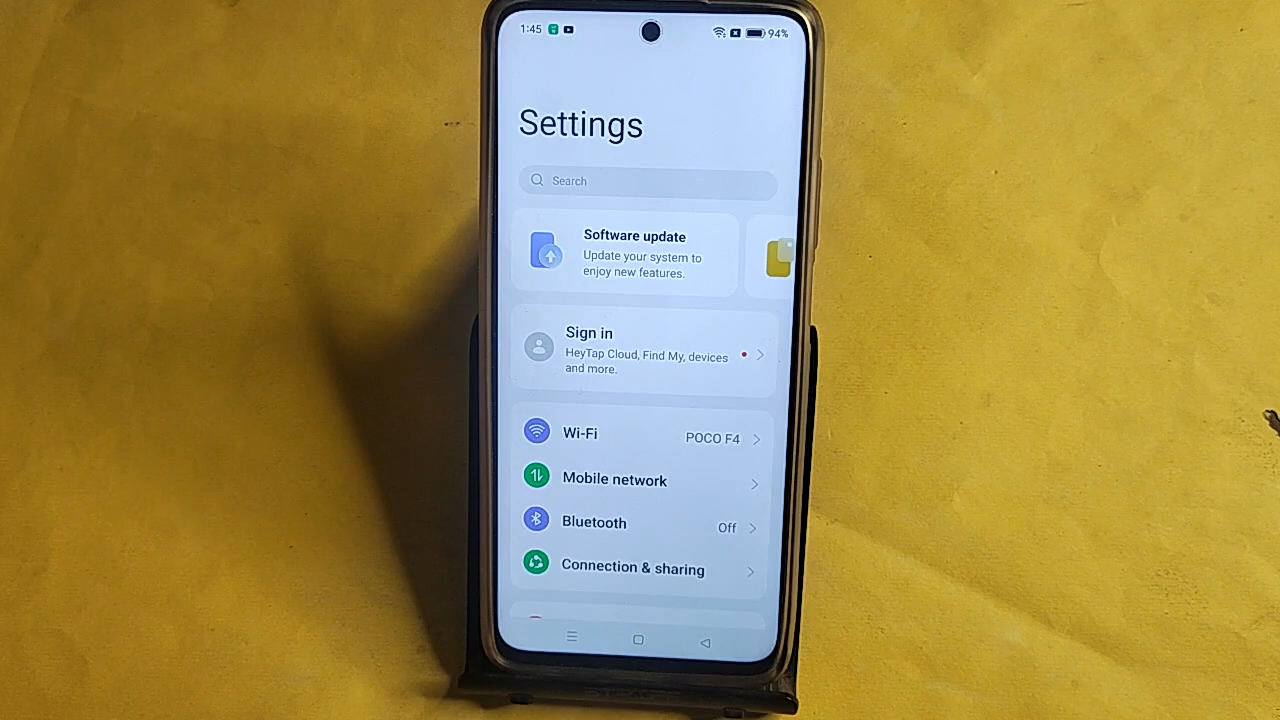 1:45 94%
Settings
Search
Software update
Update your system to
enjoy new features.
Sign in
HeyTap Cloud, Find My, devices
and more.
Wi-Fi POCO F4
Mobile network
Bluetooth Off
Connection & sharing